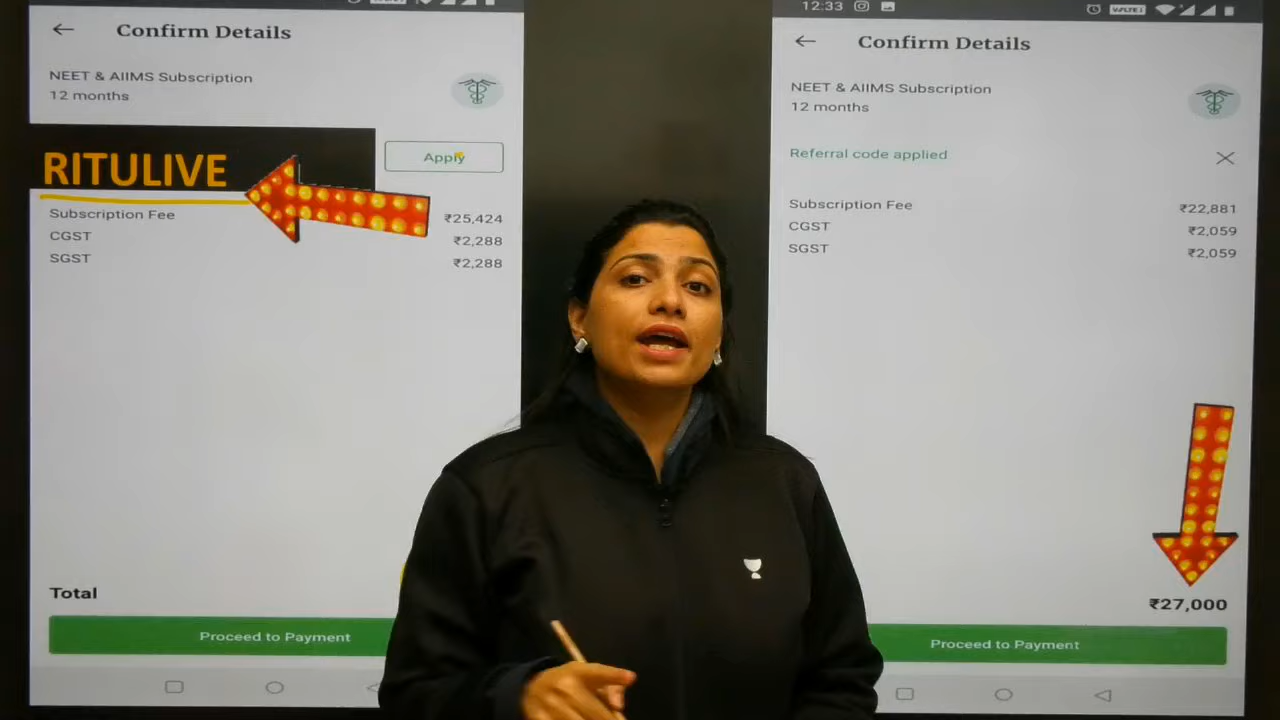 Confirm Details
NEET & AIIMS Subscription
12 months
RITULIVE
Apply
Subscription Fee ₹25,424
CGST ₹2,288
SGST ₹2,288
Total
Proceed to Payment
12:33
Confirm Details
NEET & AIIMS Subscription
12 months
Referral code applied
Subscription Fee ₹22,881
CGST ₹2,059
SGST ₹2,059
₹27,000
Proceed to Payment